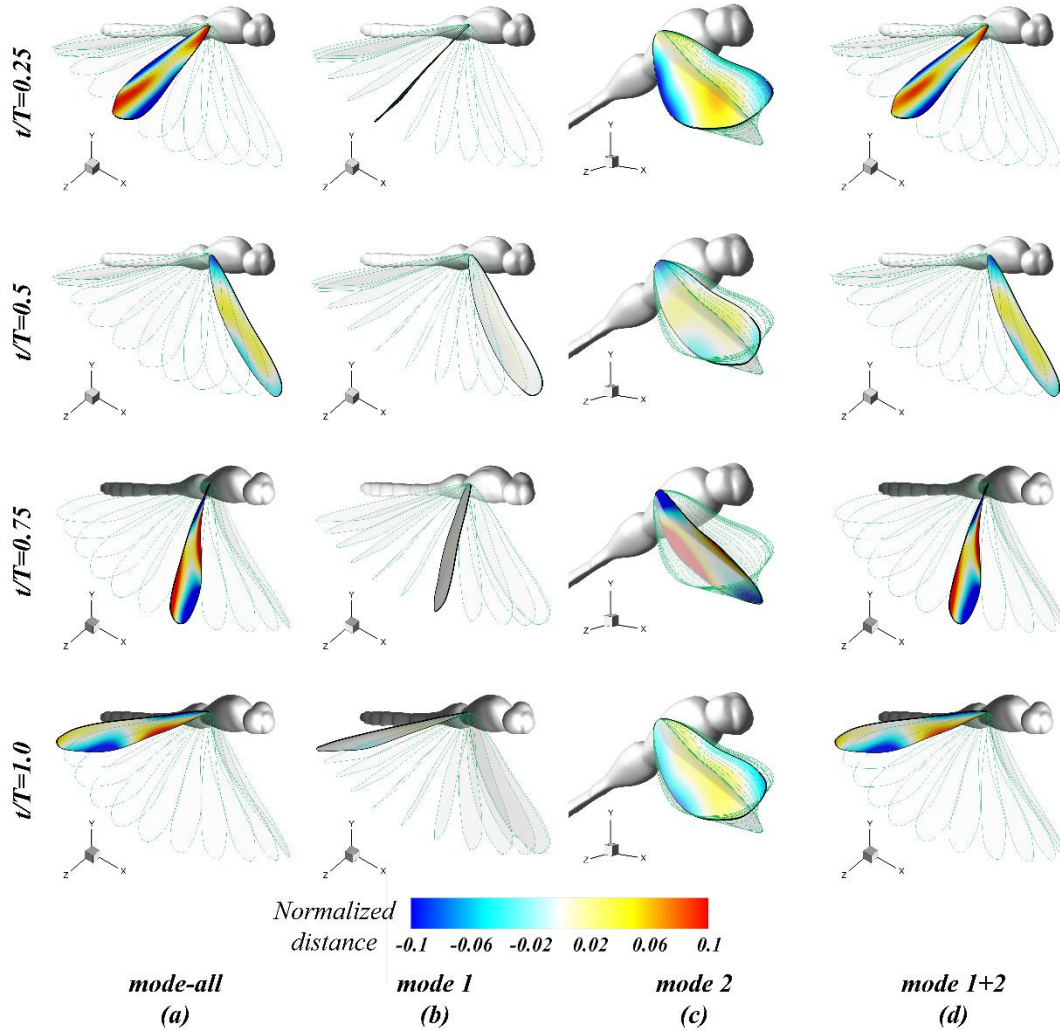 t/T=0.25
Y
Z
X
Y
Z
X
Y
Z
X
Y
Z
X
t/T=0.5
Y
Z
X
Y
Z
X
Y
Z
X
Y
Z
X
t/T=0.75
Y
Z
X
Y
Z
X
Y
Z
X
Y
Z
X
t/T=1.0
Y
Z
X
Y
Z
X
Y
Z
X
Y
Z
X
Normalized
distance
-0.1 -0.06 -0.02 0.02 0.06 0.1
mode-all mode 1 mode 2 mode 1+2
(a) (b) (c) (d)